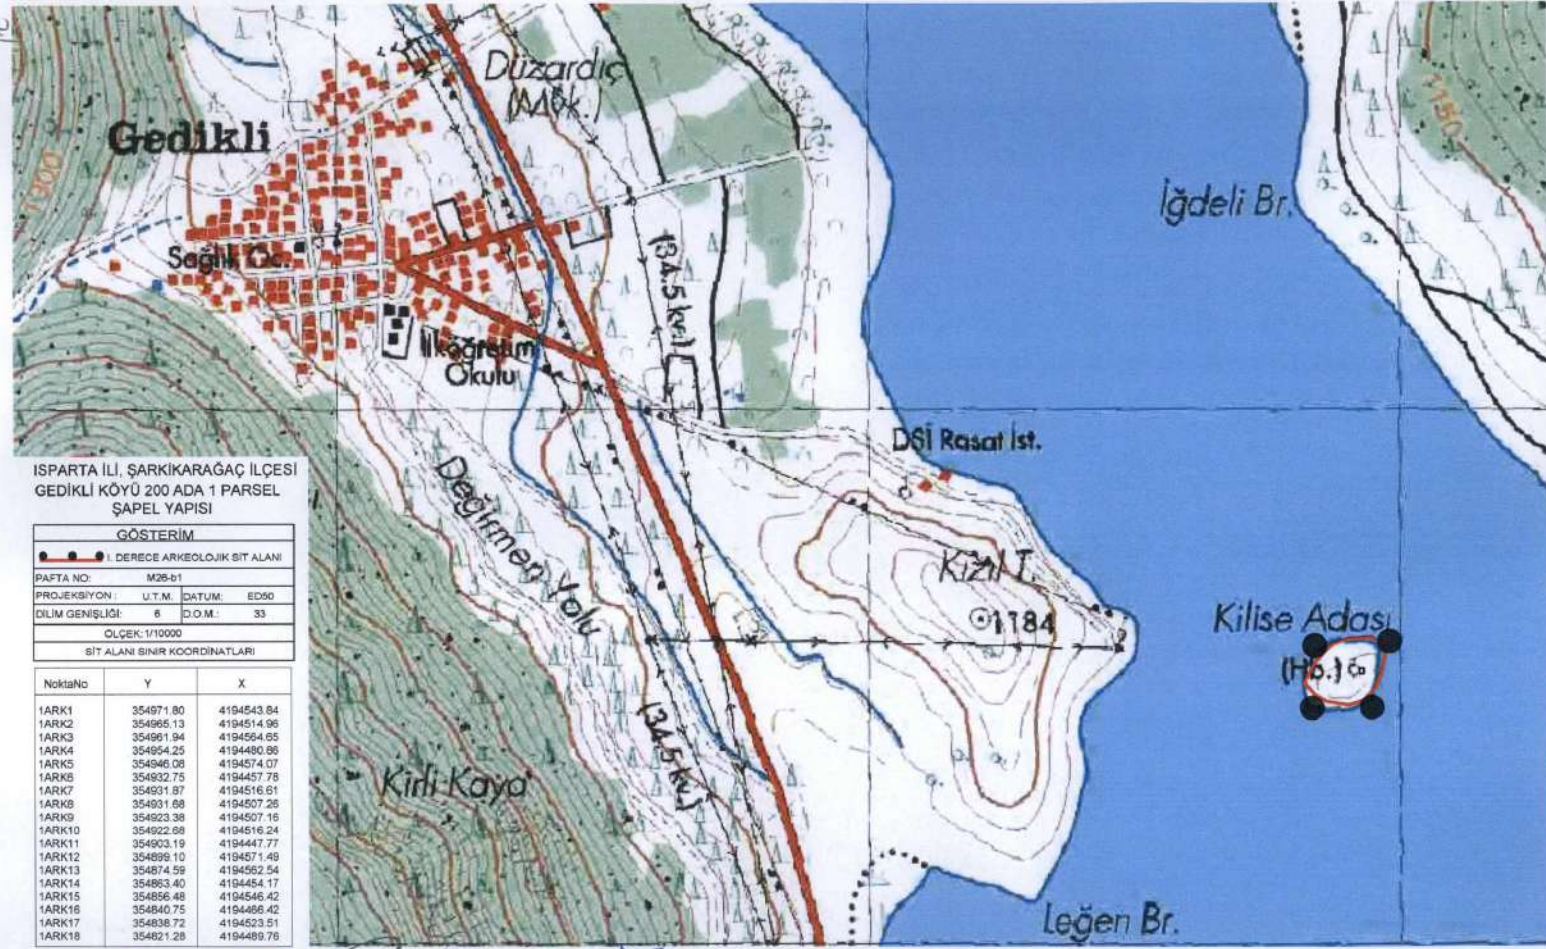 Gedikli
Düzardıç
(Mvk.)
1300
1150
İğdeli Br.
Sağlık Oc.
(34.5 kv.)
İlköğretim
Okulu
DSİ Rasat İst.
Değirmen Yolu
Kızıl T.
1184
Kilise Adası
(Hb.)
(34.5 kv.)
Kirli Kaya
Leğen Br.
ISPARTA İLİ, ŞARKİKARAĞAÇ İLÇESİ
GEDİKLİ KÖYÜ 200 ADA 1 PARSEL
ŞAPEL YAPISI
GÖSTERİM
I. DERECE ARKEOLOJIK SIT ALANI
PAFTA NO: M26-b1
PROJEKSİYON : U.T.M. DATUM: ED50
DİLİM GENİŞLİĞİ: 6 D.O.M.: 33
ÖLÇEK: 1/10000
SİT ALANI SINIR KOORDİNATLARI
NoktaNo Y X
1ARK1 354971.80 4194543.84
1ARK2 354965.13 4194514.96
1ARK3 354961.94 4194564.65
1ARK4 354954.25 4194480.86
1ARK5 354946.08 4194574.07
1ARK6 354932.75 4194457.78
1ARK7 354931.87 4194516.61
1ARK8 354931.68 4194507.26
1ARK9 354923.38 4194507.16
1ARK10 354922.68 4194516.24
1ARK11 354903.19 4194447.77
1ARK12 354899.10 4194571.49
1ARK13 354874.59 4194562.54
1ARK14 354863.40 4194454.17
1ARK15 354856.48 4194546.42
1ARK16 354840.75 4194466.42
1ARK17 354838.72 4194523.51
1ARK18 354821.28 4194489.76